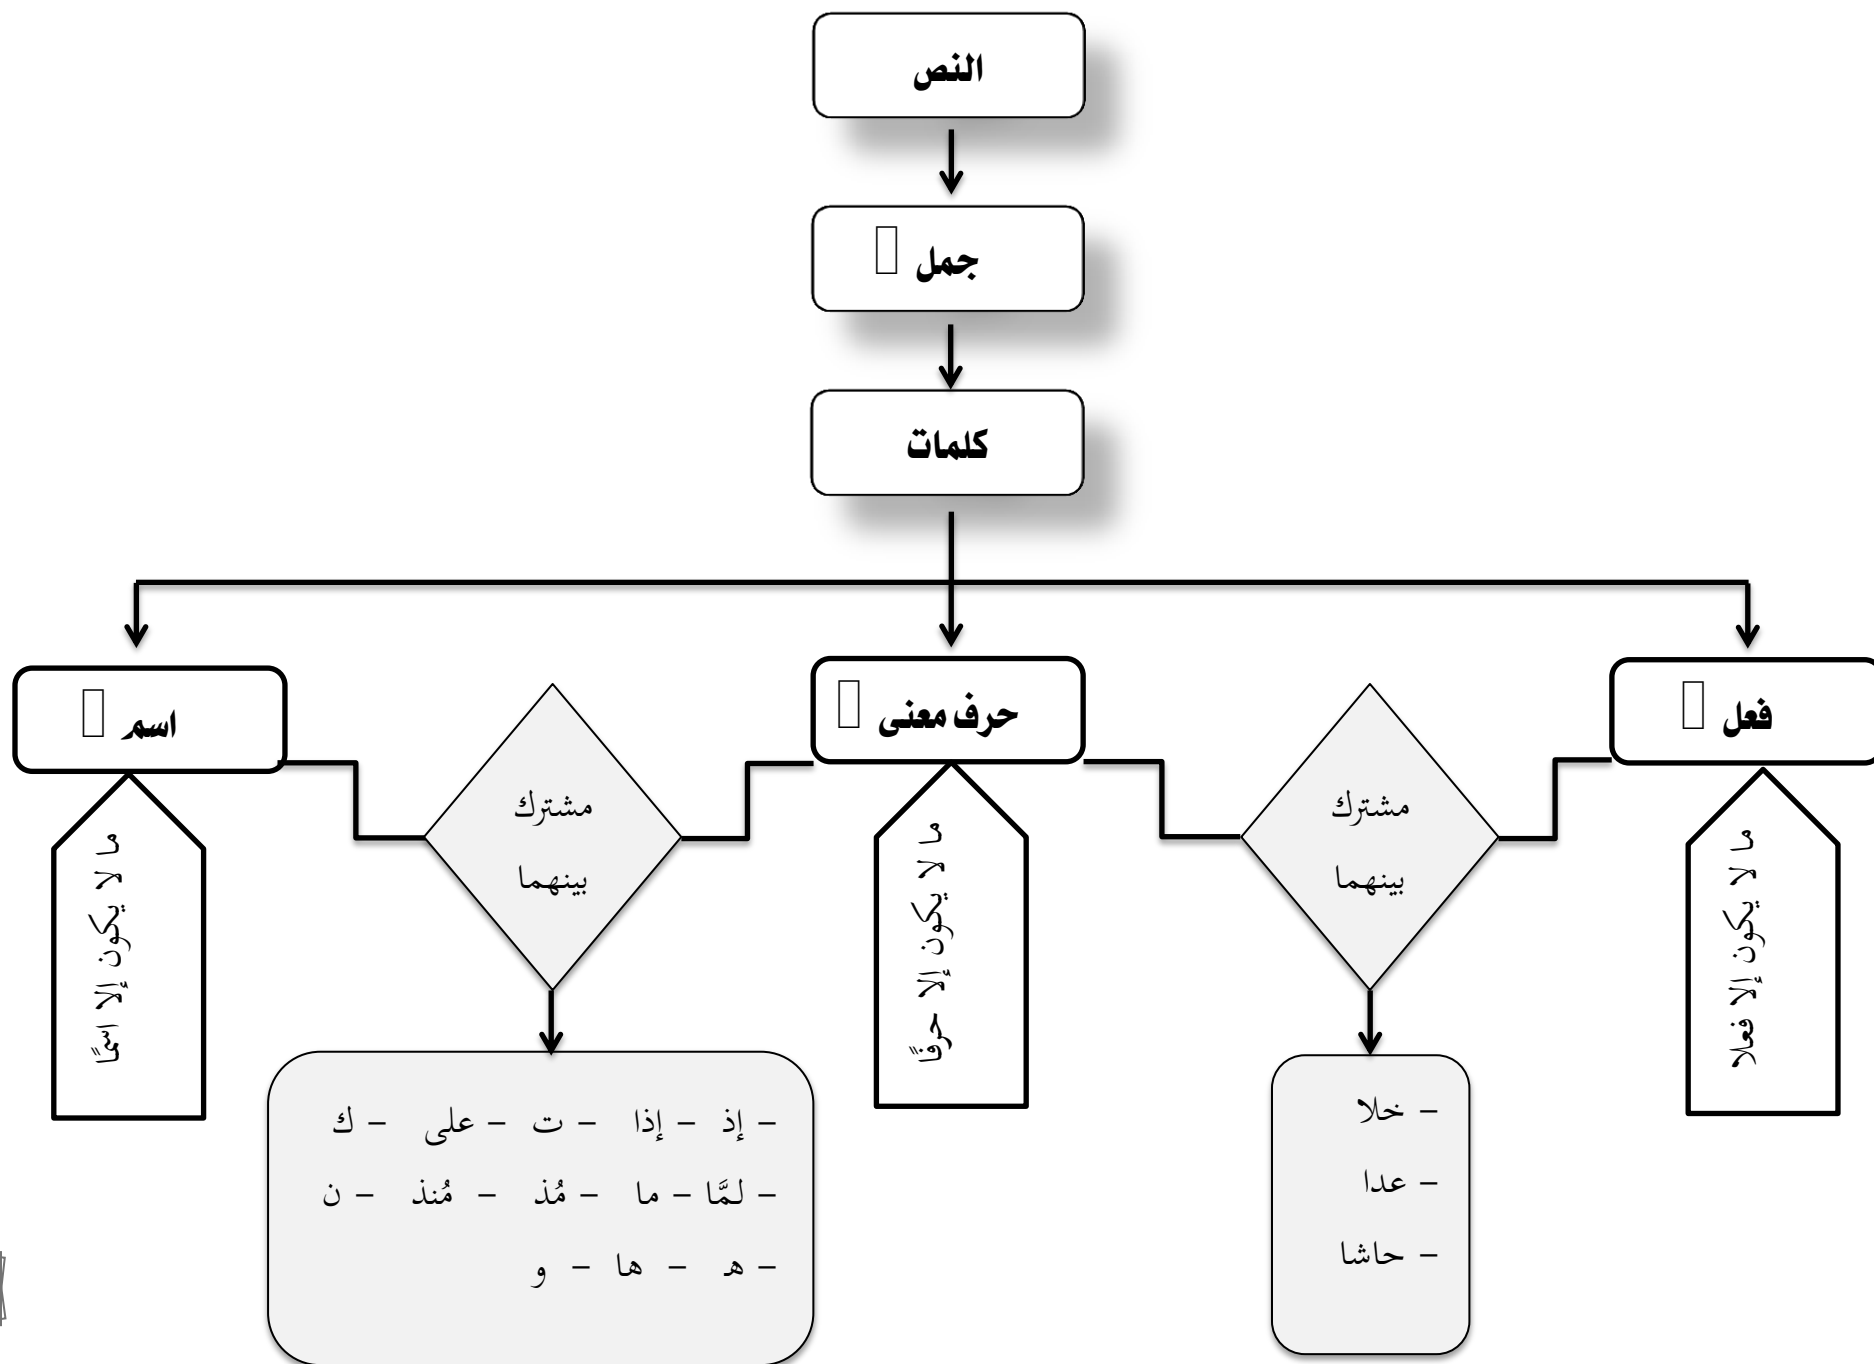 النص
جمل
كلمات
فعل
حرف معنى
اسم
مشترك
بينهما
مشترك
بينهما
ما لا يكون إلا فعلا
ما لا يكون إلا حرفًا
ما لا يكون إلا اسمًا
- خلا
- عدا
- حاشا
- إذ - إذا - ت - على - ك
- لمَّا - ما - مُذ - مُنذ - ن
- هـ - ها - و